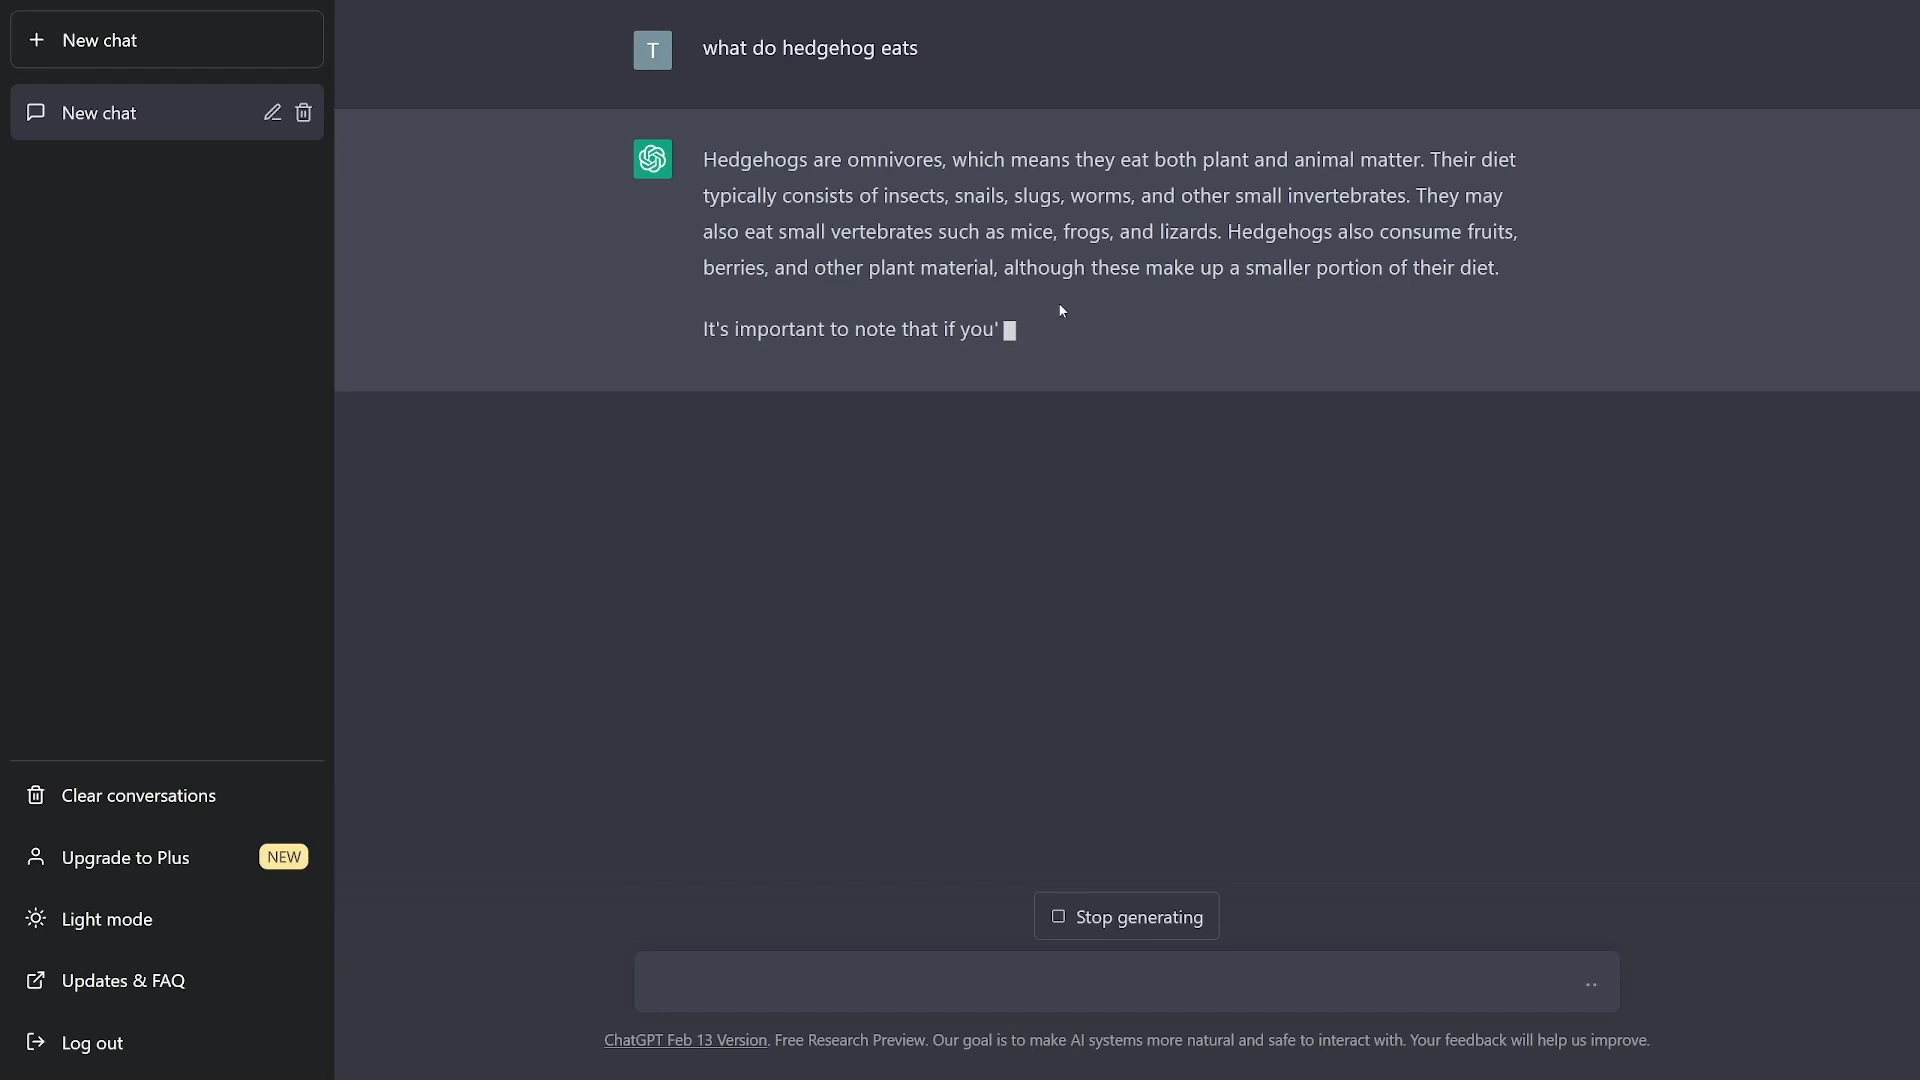 New chat
New chat
Clear conversations
Upgrade to Plus NEW
Light mode
Updates & FAQ
Log out
T what do hedgehog eats
Hedgehogs are omnivores, which means they eat both plant and animal matter. Their diet
typically consists of insects, snails, slugs, worms, and other small invertebrates. They may
also eat small vertebrates such as mice, frogs, and lizards. Hedgehogs also consume fruits,
berries, and other plant material, although these make up a smaller portion of their diet.
It's important to note that if you'
Stop generating
ChatGPT Feb 13 Version. Free Research Preview. Our goal is to make AI systems more natural and safe to interact with. Your feedback will help us improve.